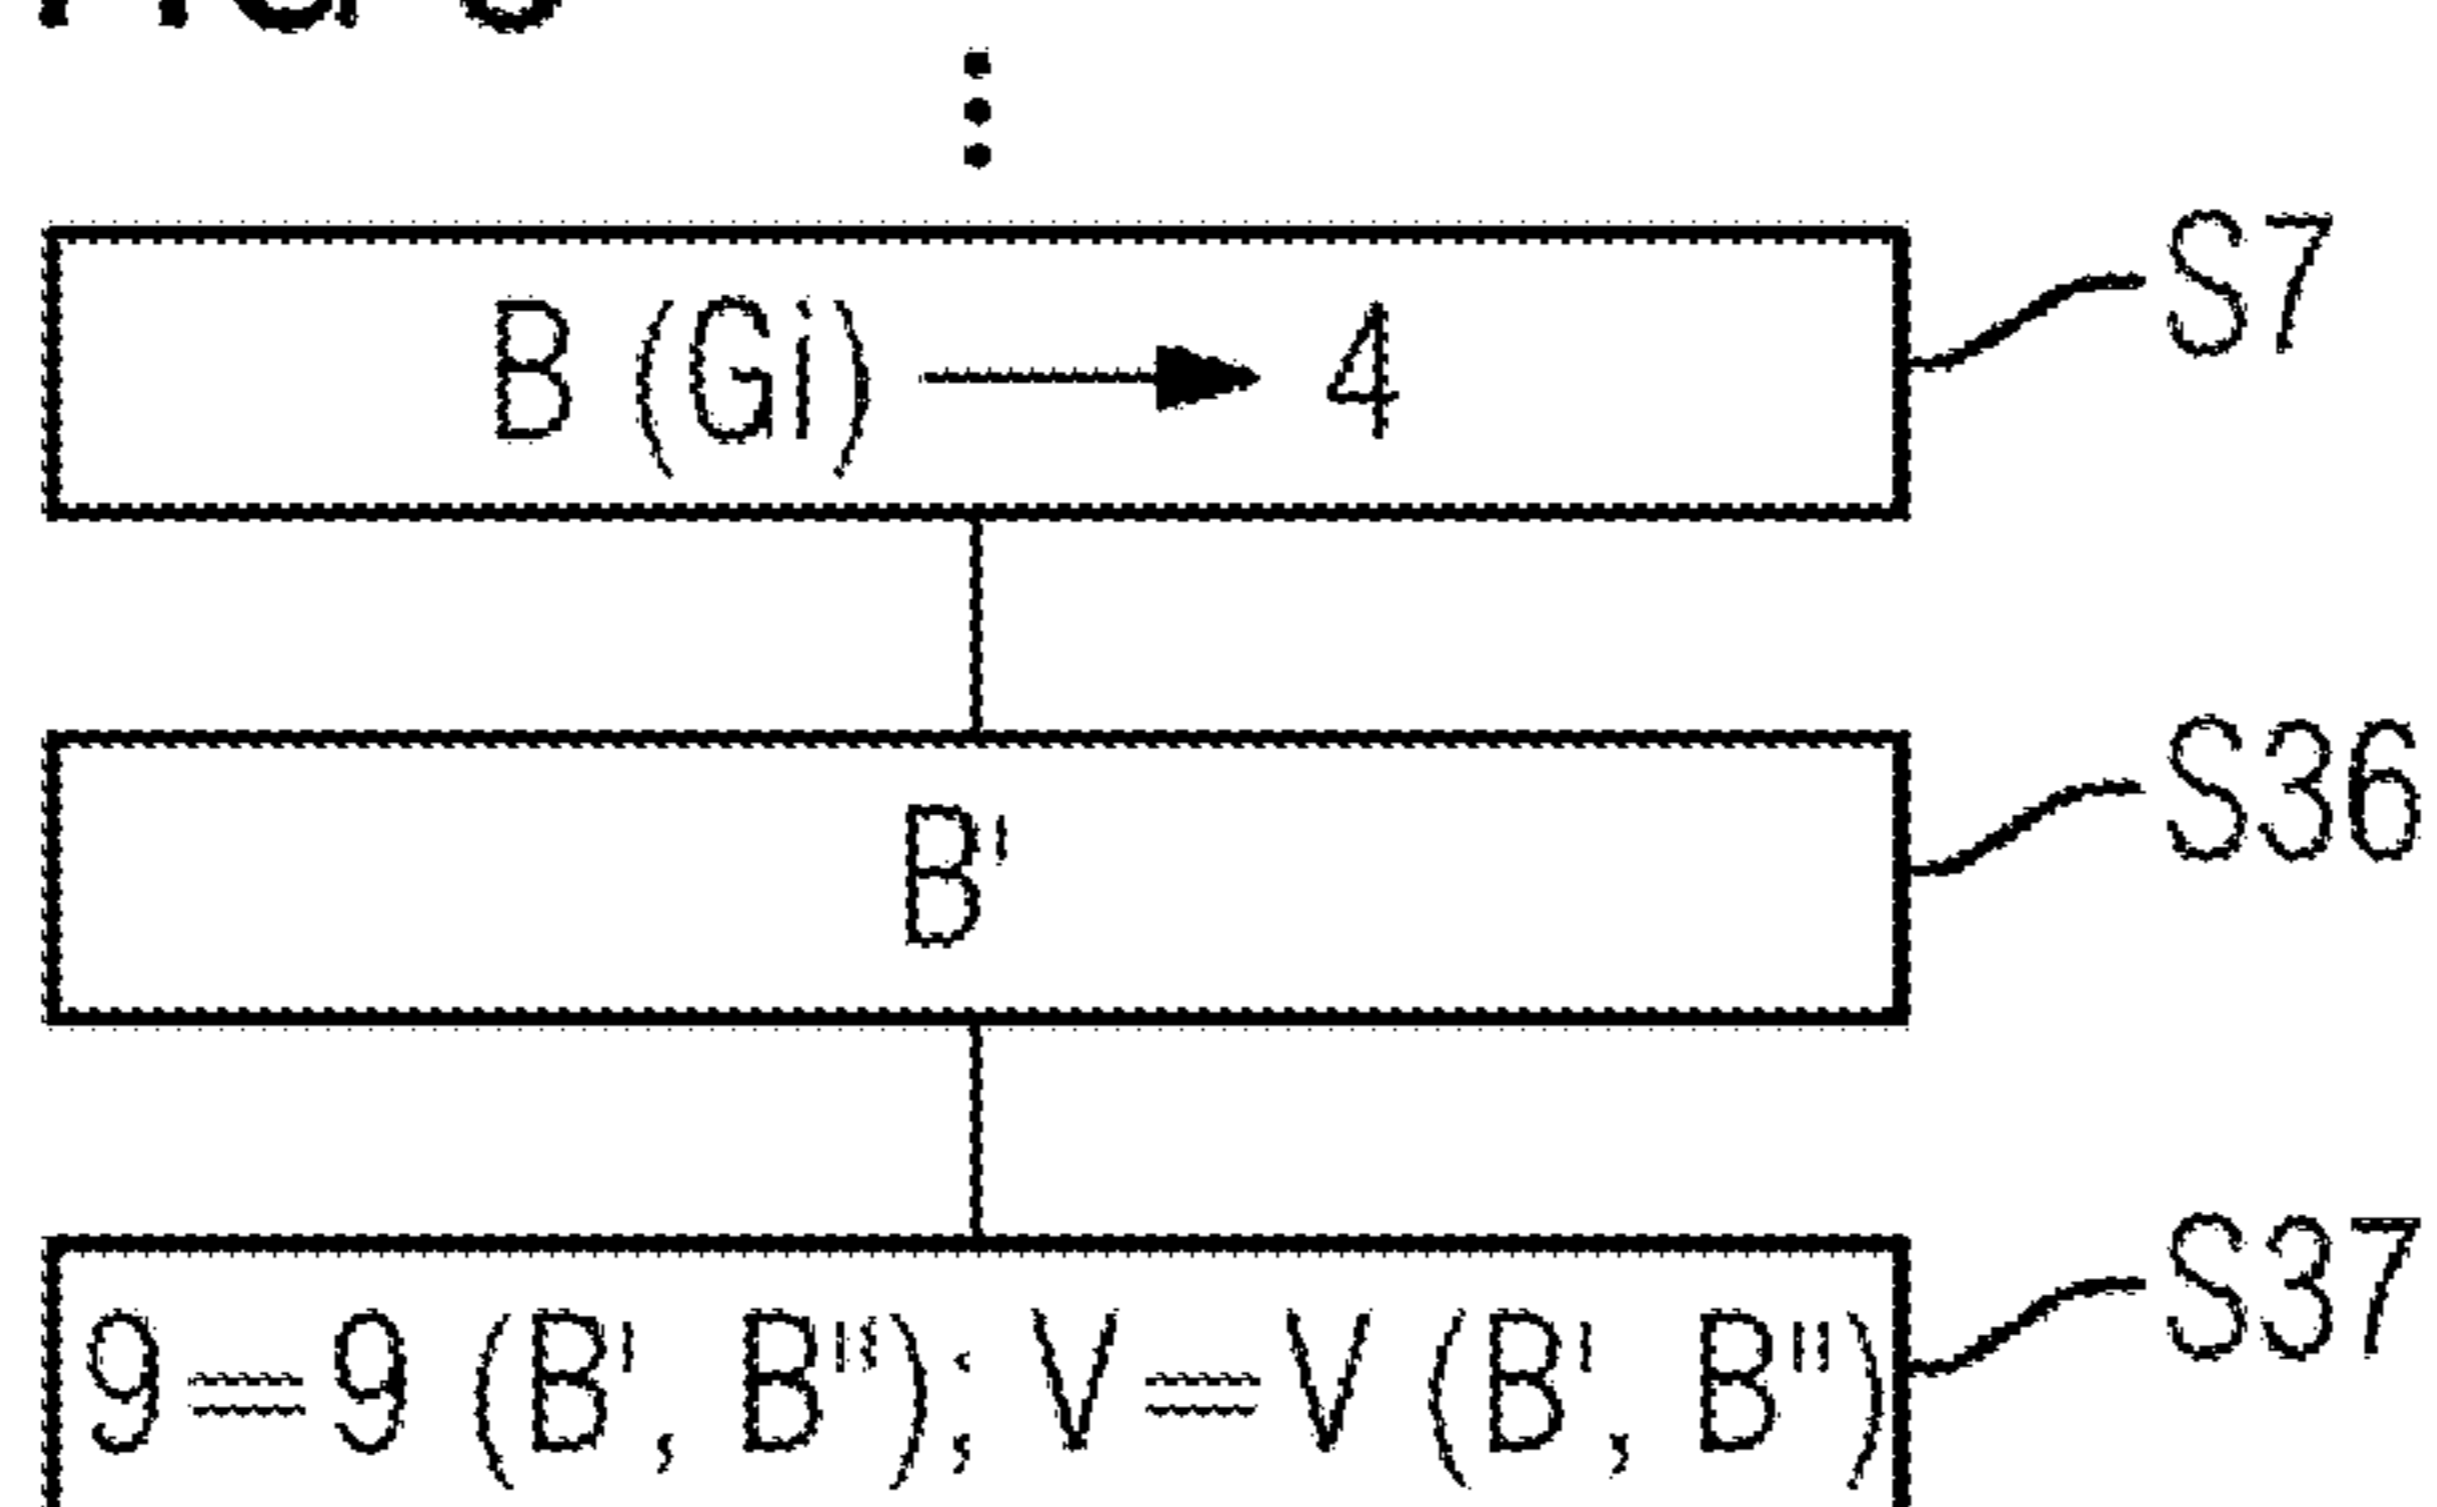 B (Gi) → 4
S7
B'
S36
9=9 (B', B"); V=V (B', B")
S37